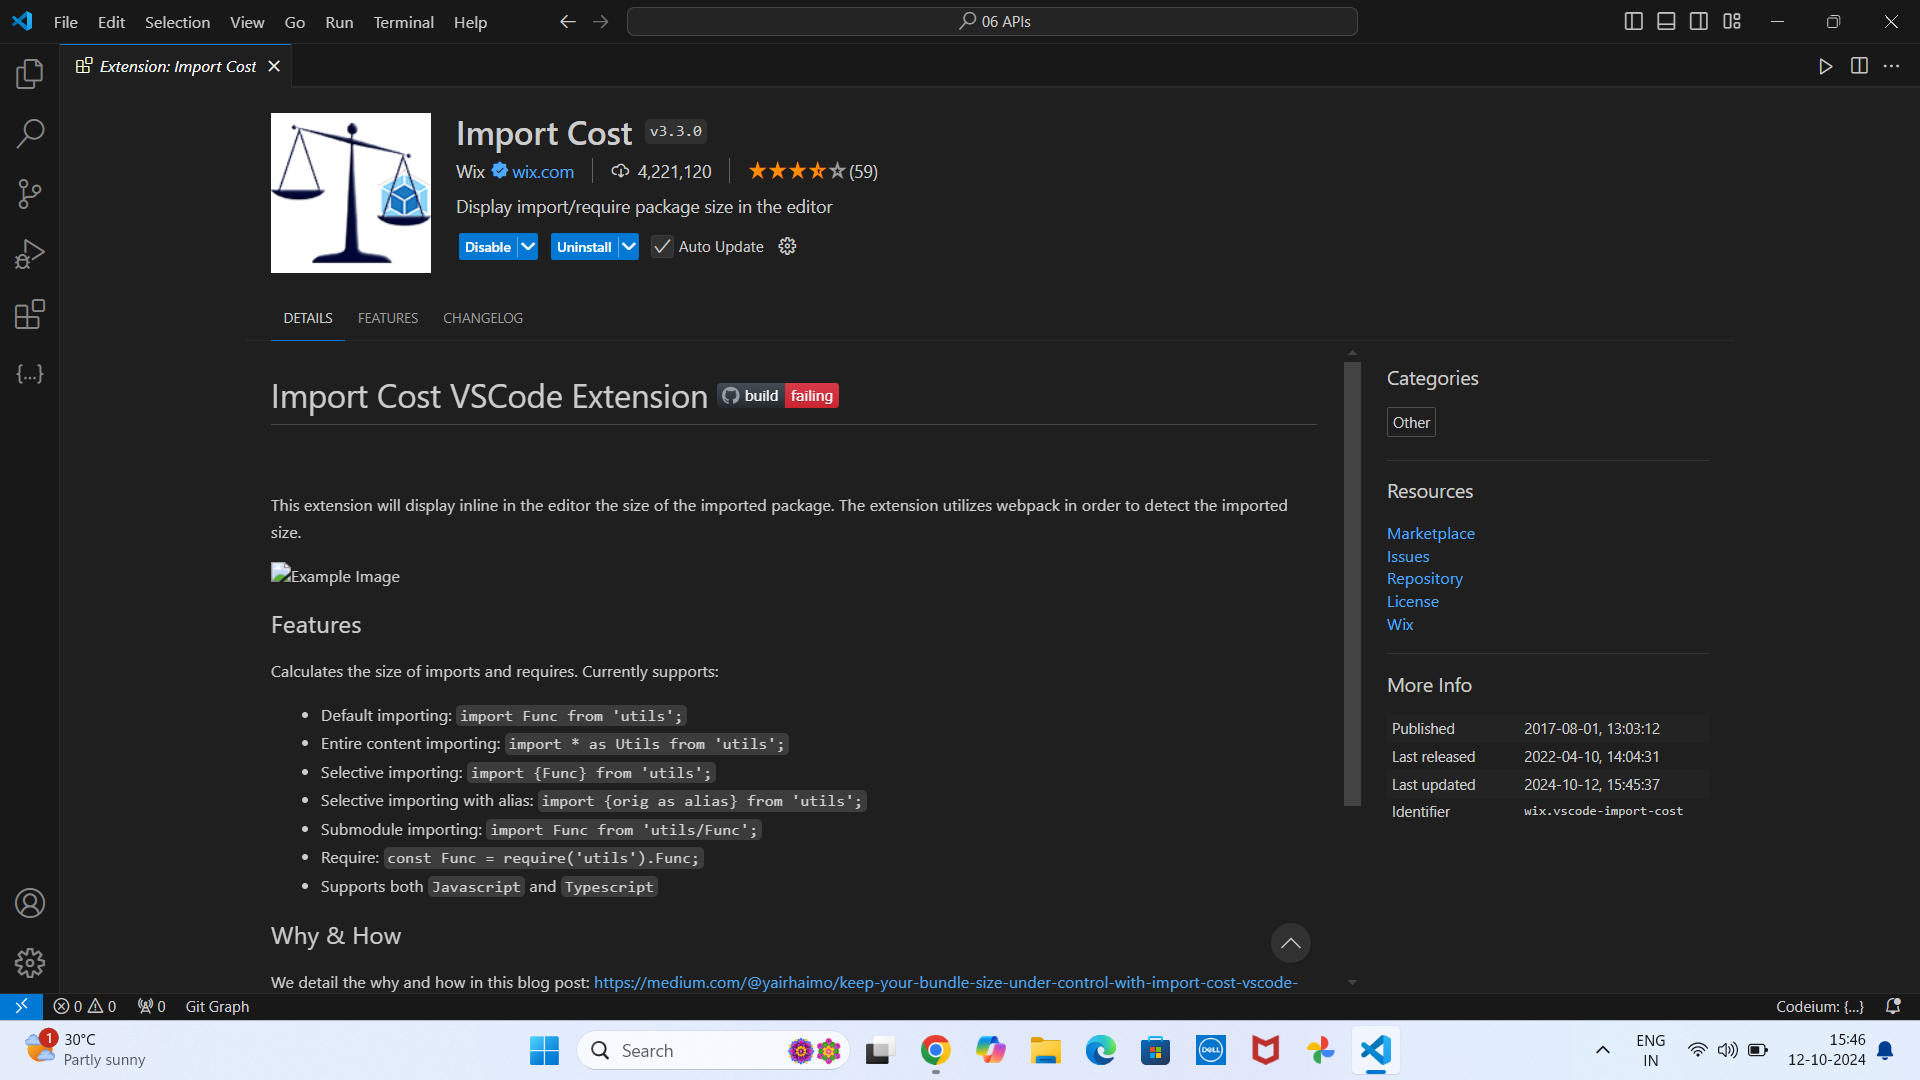 File Edit Selection View Go Run Terminal Help
06 APIs
Extension: Import Cost
Import Cost v3.3.0
Wix wix.com 4,221,120 (59)
Display import/require package size in the editor
Disable Uninstall Auto Update
DETAILS FEATURES CHANGELOG
Import Cost VSCode Extension build failing
This extension will display inline in the editor the size of the imported package. The extension utilizes webpack in order to detect the imported
size.
Example Image
Features
Calculates the size of imports and requires. Currently supports:
• Default importing: import Func from 'utils';
• Entire content importing: import * as Utils from 'utils';
• Selective importing: import {Func} from 'utils';
• Selective importing with alias: import {orig as alias} from 'utils';
• Submodule importing: import Func from 'utils/Func';
• Require: const Func = require('utils').Func;
• Supports both Javascript and Typescript
Why & How
We detail the why and how in this blog post: https://medium.com/@yairhaimo/keep-your-bundle-size-under-control-with-import-cost-vscode-
Categories
Other
Resources
Marketplace
Issues
Repository
License
Wix
More Info
Published 2017-08-01, 13:03:12
Last released 2022-04-10, 14:04:31
Last updated 2024-10-12, 15:45:37
Identifier wix.vscode-import-cost
{...}
0 0 0 Git Graph
Codeium: {...}
1
30°C
Partly sunny
Search
DELL
ENG
IN
15:46
12-10-2024